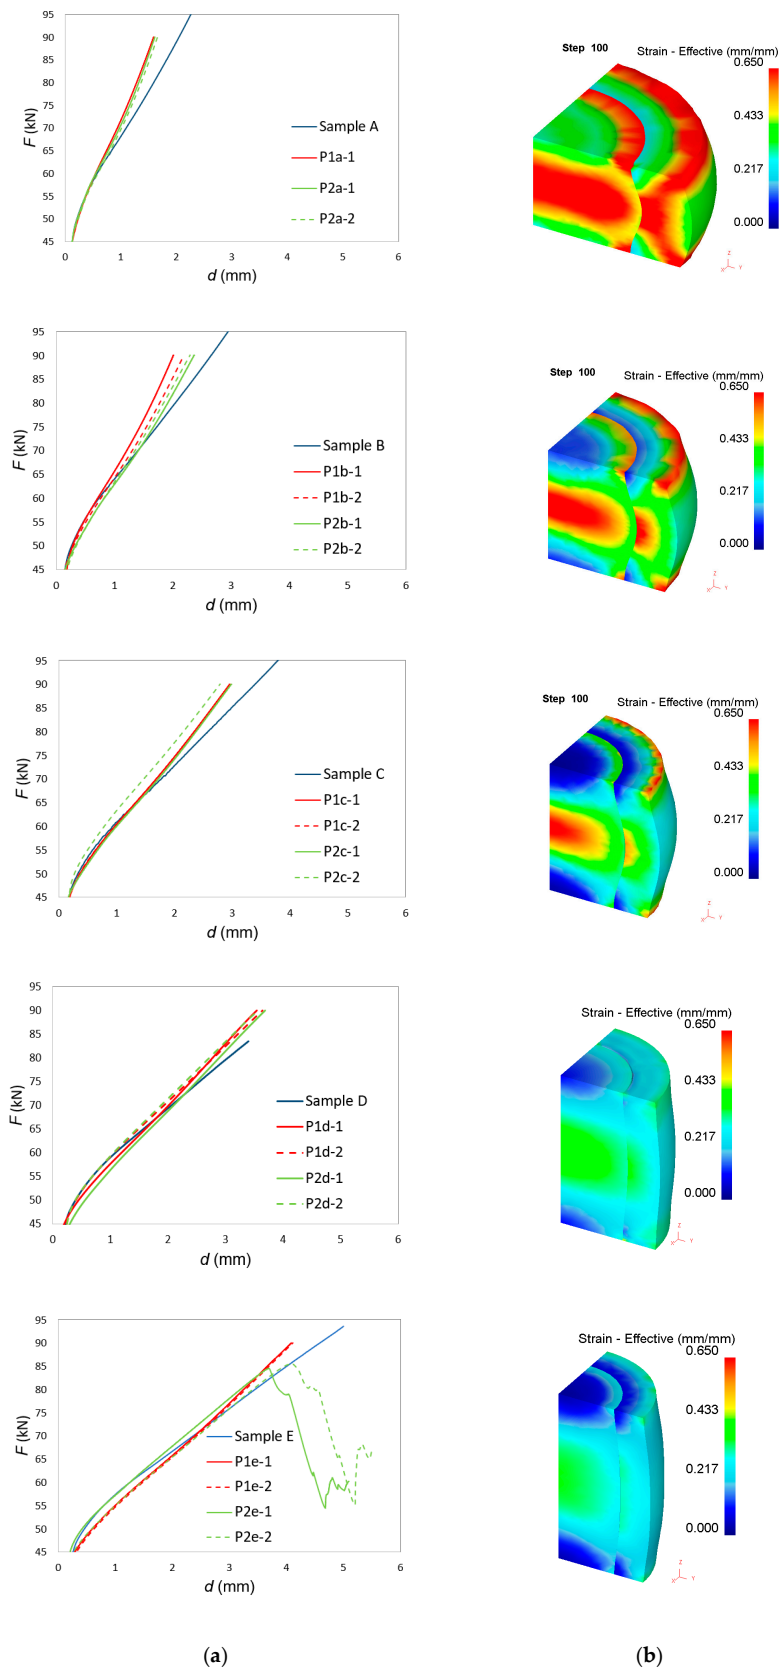 95
90
85
80
75
70
65
60
55
50
45
F (kN)
0 1 2 3 4 5 6
d (mm)
Sample A
P1a-1
P2a-1
P2a-2
Step 100
Strain - Effective (mm/mm)
0.650
0.433
0.217
0.000
Z
X Y
95
90
85
80
75
70
65
60
55
50
45
F (kN)
0 1 2 3 4 5 6
d (mm)
Sample B
P1b-1
P1b-2
P2b-1
P2b-2
Step 100
Strain - Effective (mm/mm)
0.650
0.433
0.217
0.000
Z
X Y
95
90
85
80
75
70
65
60
55
50
45
F (kN)
0 1 2 3 4 5 6
d (mm)
Sample C
P1c-1
P1c-2
P2c-1
P2c-2
Step 100
Strain - Effective (mm/mm)
0.650
0.433
0.217
0.000
Z
X Y
95
90
85
80
75
70
65
60
55
50
45
F (kN)
0 1 2 3 4 5 6
d (mm)
Sample D
P1d-1
P1d-2
P2d-1
P2d-2
Strain - Effective (mm/mm)
0.650
0.433
0.217
0.000
Z
X Y
95
90
85
80
75
70
65
60
55
50
45
F (kN)
0 1 2 3 4 5 6
d (mm)
Sample E
P1e-1
P1e-2
P2e-1
P2e-2
Strain - Effective (mm/mm)
0.650
0.433
0.217
0.000
Z
X Y
(a) (b)